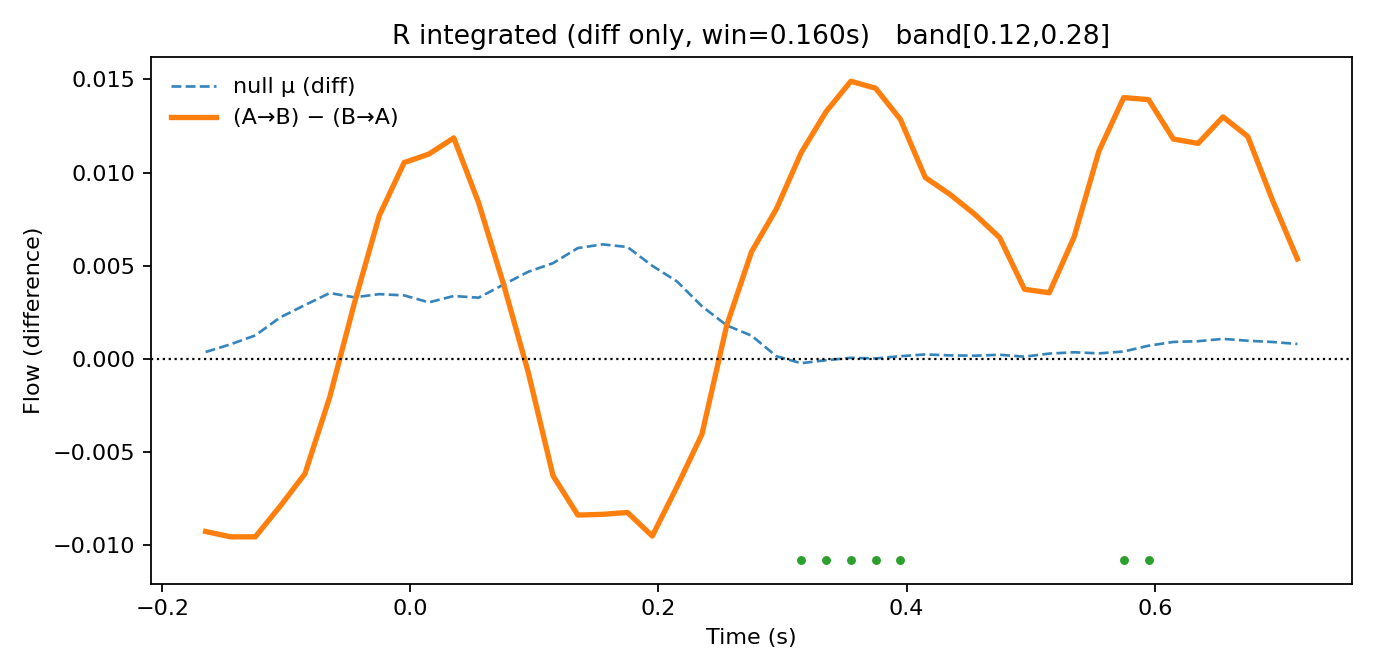 R integrated (diff only, win=0.160s)   band[0.12,0.28]
null μ (diff)
(A→B) − (B→A)
Flow (difference)
0.015
0.010
0.005
0.000
−0.005
−0.010
−0.2
0.0
0.2
0.4
0.6
Time (s)